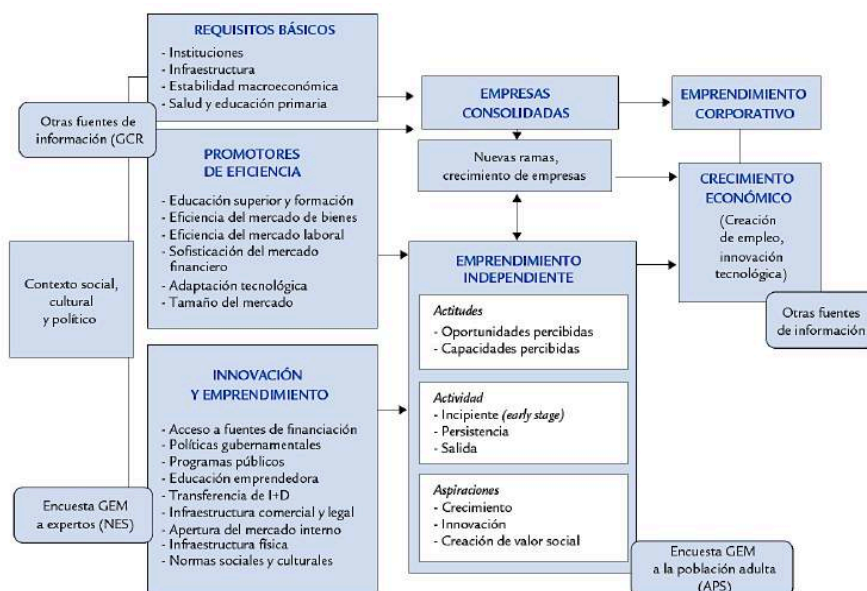 REQUISITOS BÁSICOS
- Instituciones
- Infraestructura
- Estabilidad macroeconómica
- Salud y educación primaria
Otras fuentes de
información (GCR
PROMOTORES
DE EFICIENCIA
- Educación superior y formación
- Eficiencia del mercado de bienes
- Eficiencia del mercado laboral
- Sofisticación del mercado
financiero
- Adaptación tecnológica
- Tamaño del mercado
Contexto social,
cultural
y político
INNOVACIÓN
Y EMPRENDIMIENTO
- Acceso a fuentes de financiación
- Políticas gubernamentales
- Programas públicos
- Educación emprendedora
- Transferencia de I+D
- Infraestructura comercial y legal
- Apertura del mercado interno
- Infraestructura física
- Normas sociales y culturales
Encuesta GEM
a expertos (NES)
EMPRESAS
CONSOLIDADAS
Nuevas ramas,
crecimiento de empresas
EMPRENDIMIENTO
INDEPENDIENTE
Actitudes
- Oportunidades percibidas
- Capacidades percibidas
Actividad
- Incipiente (early stage)
- Persistencia
- Salida
Aspiraciones
- Crecimiento
- Innovación
- Creación de valor social
Encuesta GEM
a la población adulta
(APS)
EMPRENDIMIENTO
CORPORATIVO
CRECIMIENTO
ECONÓMICO
(Creación
de empleo,
innovación
tecnológica)
Otras fuentes
de información